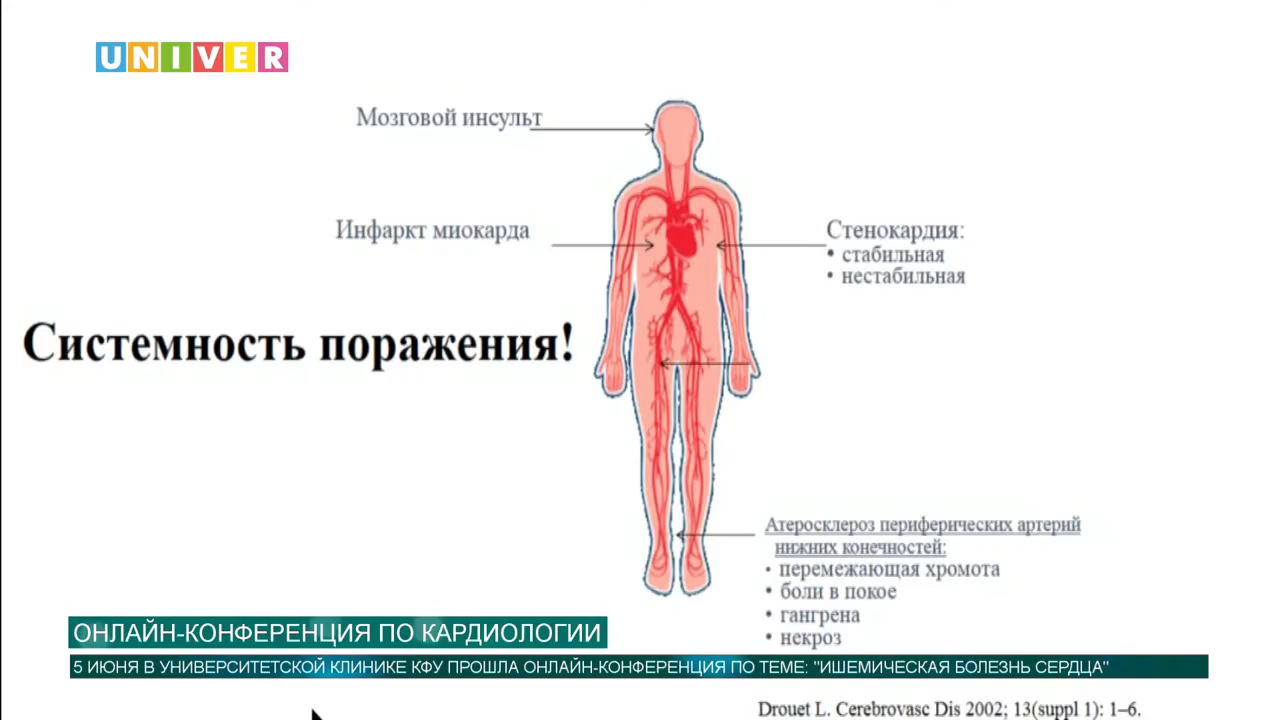 UNIVER
Мозговой инсульт
Инфаркт миокарда
Стенокардия:
• стабильная
• нестабильная
Системность поражения!
Атеросклероз периферических артерий
нижних конечностей:
• перемежающая хромота
• боли в покое
• гангрена
• некроз
ОНЛАЙН-КОНФЕРЕНЦИЯ ПО КАРДИОЛОГИИ
5 ИЮНЯ В УНИВЕРСИТЕТСКОЙ КЛИНИКЕ КФУ ПРОШЛА ОНЛАЙН-КОНФЕРЕНЦИЯ ПО ТЕМЕ: "ИШЕМИЧЕСКАЯ БОЛЕЗНЬ СЕРДЦА"
Drouet L. Cerebrovasc Dis 2002; 13(suppl 1): 1–6.